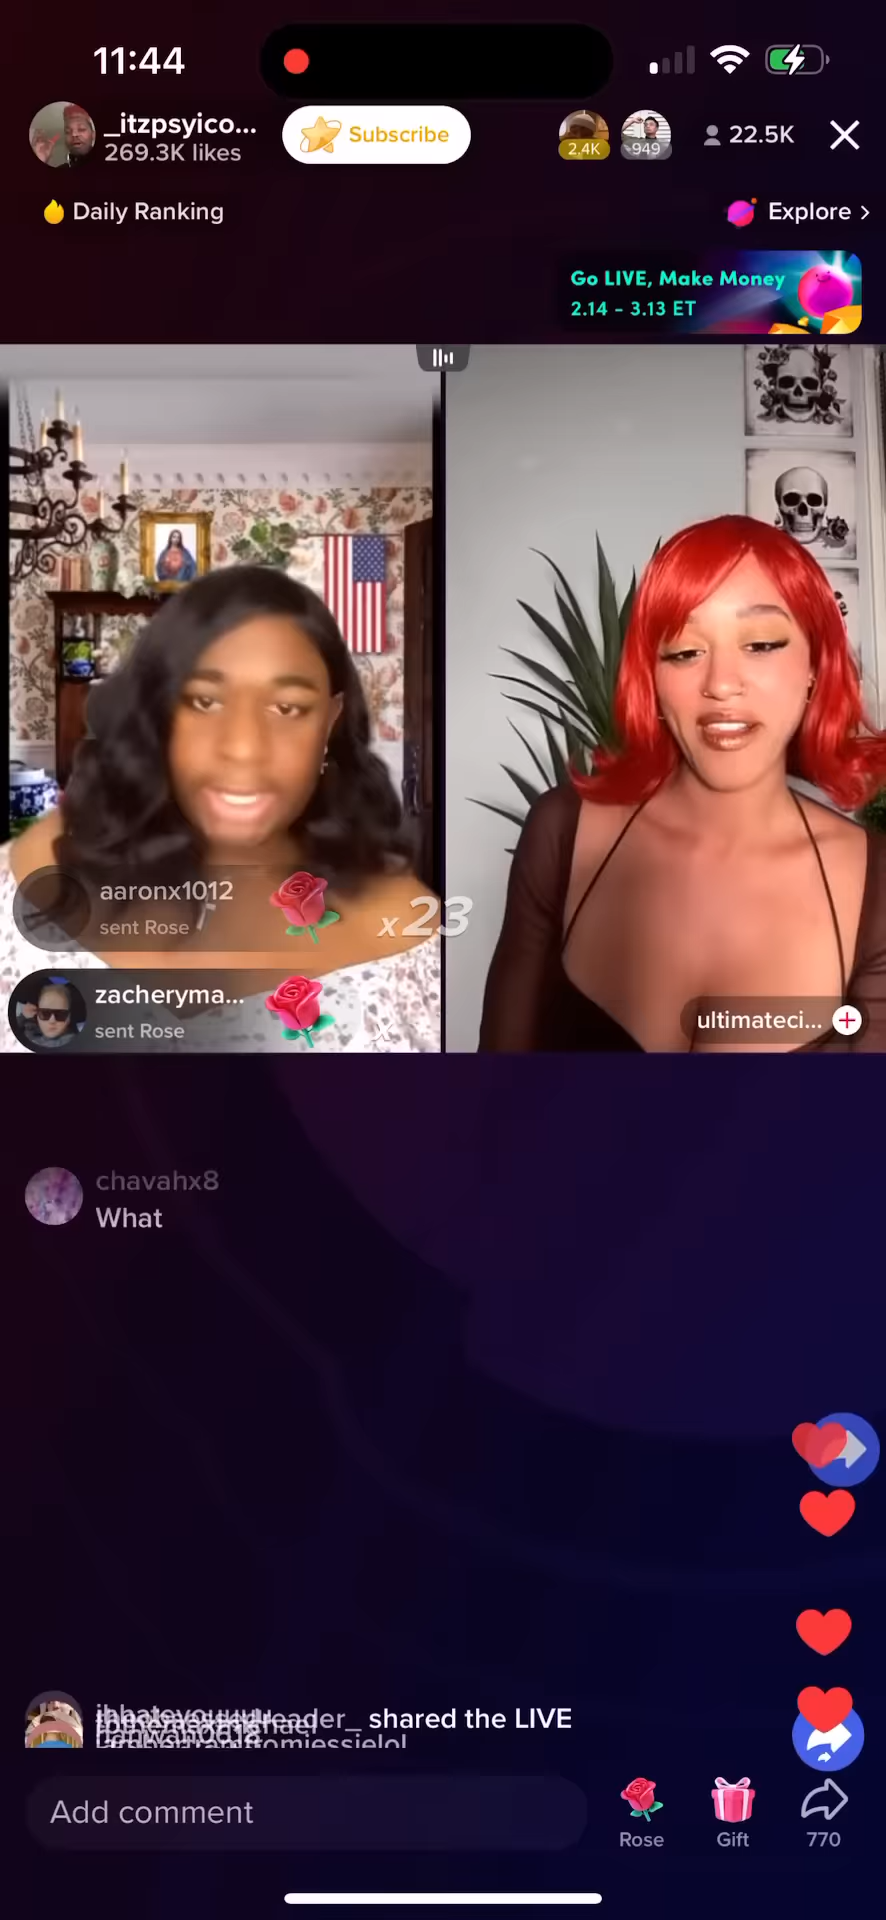 11:44
_itzpsyico...
269.3K likes
Subscribe
2.4K
949
22.5K
Daily Ranking
Explore >
Go LIVE, Make Money
2.14 - 3.13 ET
aaronx1012
sent Rose
x23
zacheryma...
sent Rose
x
ultimateci...
chavahx8
What
shared the LIVE
Add comment
Rose
Gift
770